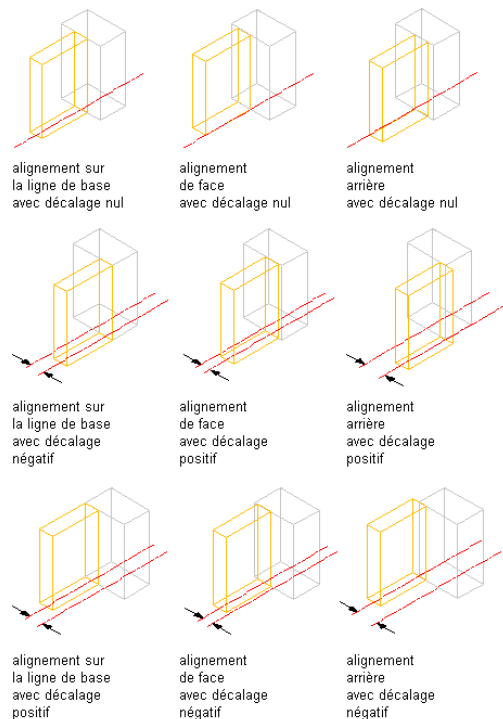 alignement sur
la ligne de base
avec décalage nul
alignement
de face
avec décalage nul
alignement
arrière
avec décalage nul
alignement sur
la ligne de base
avec décalage
négatif
alignement
de face
avec décalage
positif
alignement
arrière
avec décalage
positif
alignement sur
la ligne de base
avec décalage
positif
alignement
de face
avec décalage
négatif
alignement
arrière
avec décalage
négatif